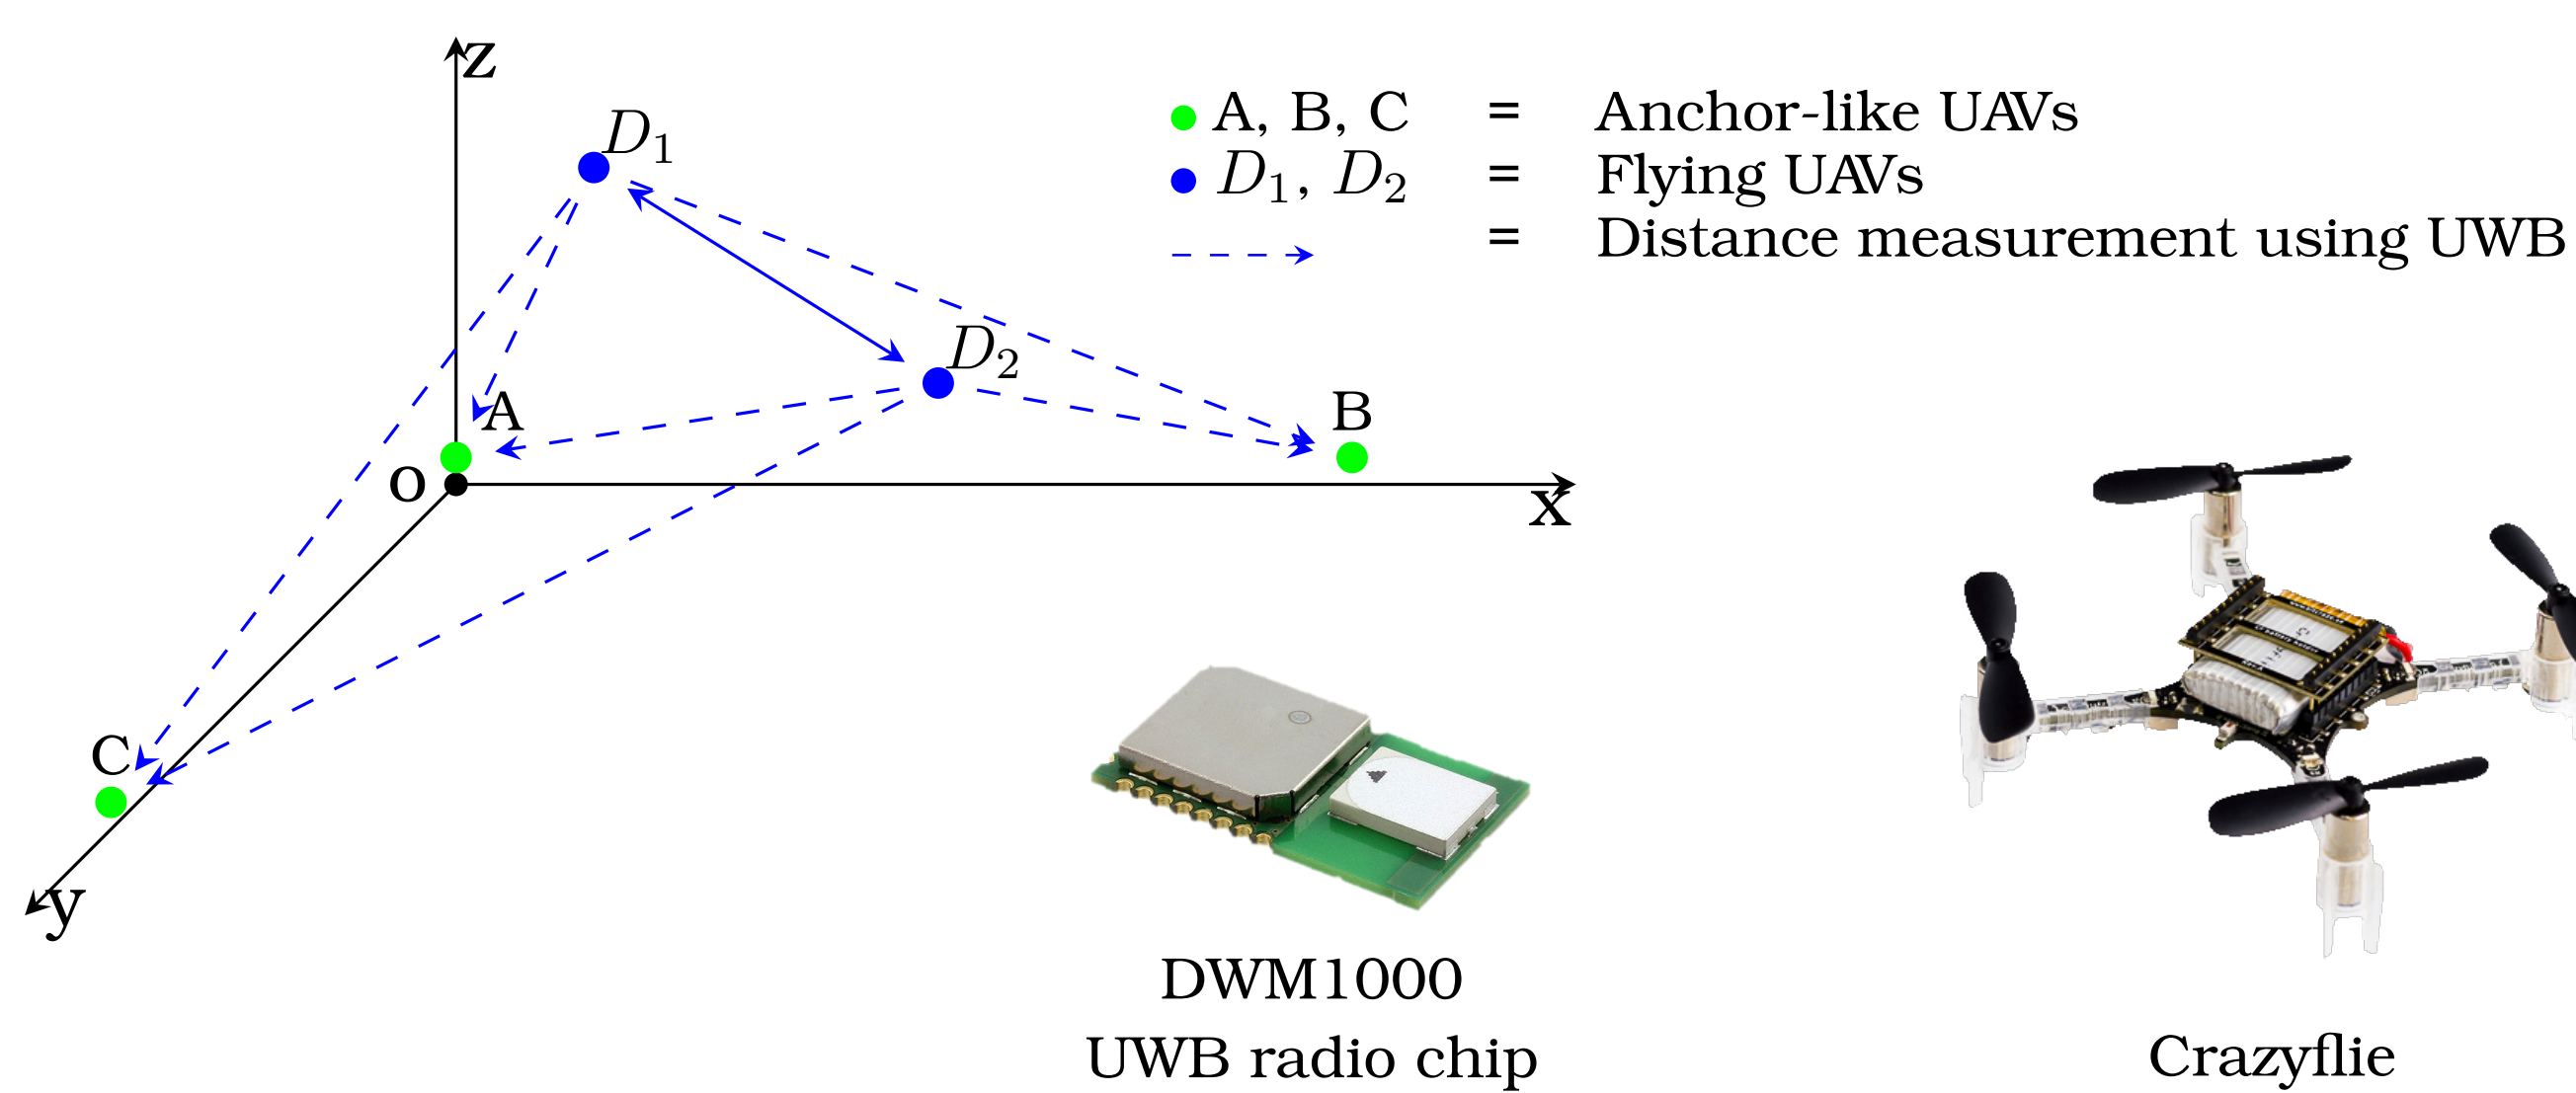 z
D₁
A, B, C = Anchor-like UAVs
D₁, D₂ = Flying UAVs
= Distance measurement using UWB
D₂
A
B
o
x
C
y
DWM1000
UWB radio chip
Crazyflie